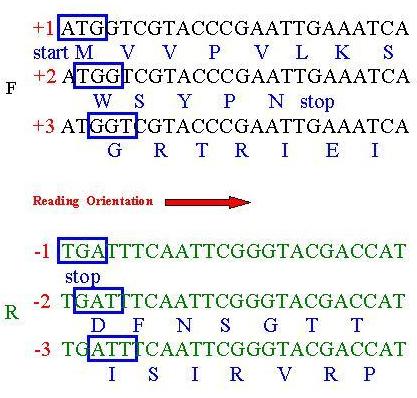 +1 ATGGTCGTACCCGAATTGAAATCA
start M V V P V L K S
+2 ATGGTCGTACCCGAATTGAAATCA
F
W S Y P N stop
+3 ATGGTCGTACCCGAATTGAAATCA
G R T R I E I
Reading Orientation
-1 TGATTTCAATTCGGGTACGACCAT
stop
-2 TGATTTCAATTCGGGTACGACCAT
R
D F N S G T T
-3 TGATTTCAATTCGGGTACGACCAT
I S I R V R P